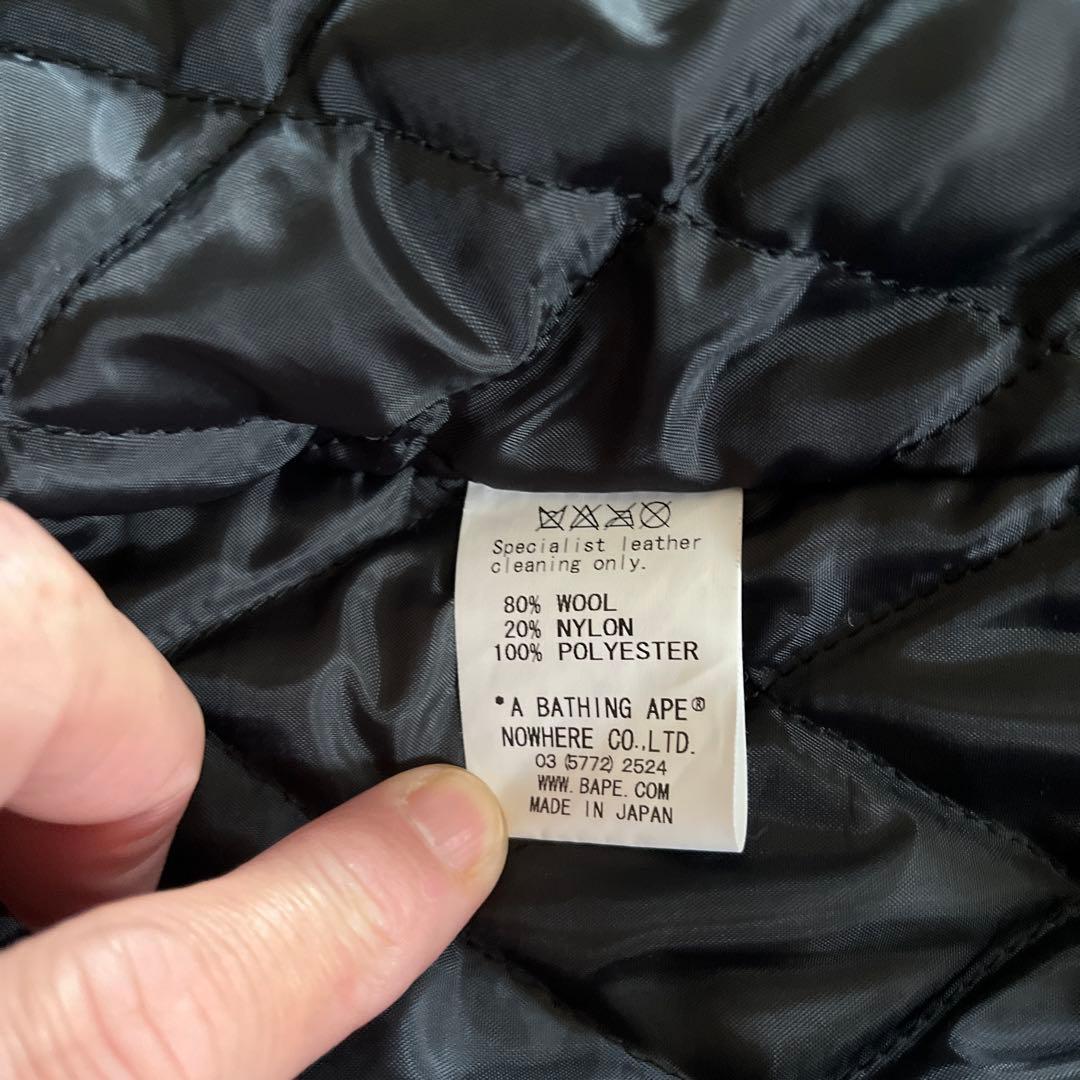 Specialist leather
cleaning only.
80% WOOL
20% NYLON
100% POLYESTER
*A BATHING APE®
NOWHERE CO.,LTD.
03 (5772) 2524
WWW. BAPE. COM
MADE IN JAPAN